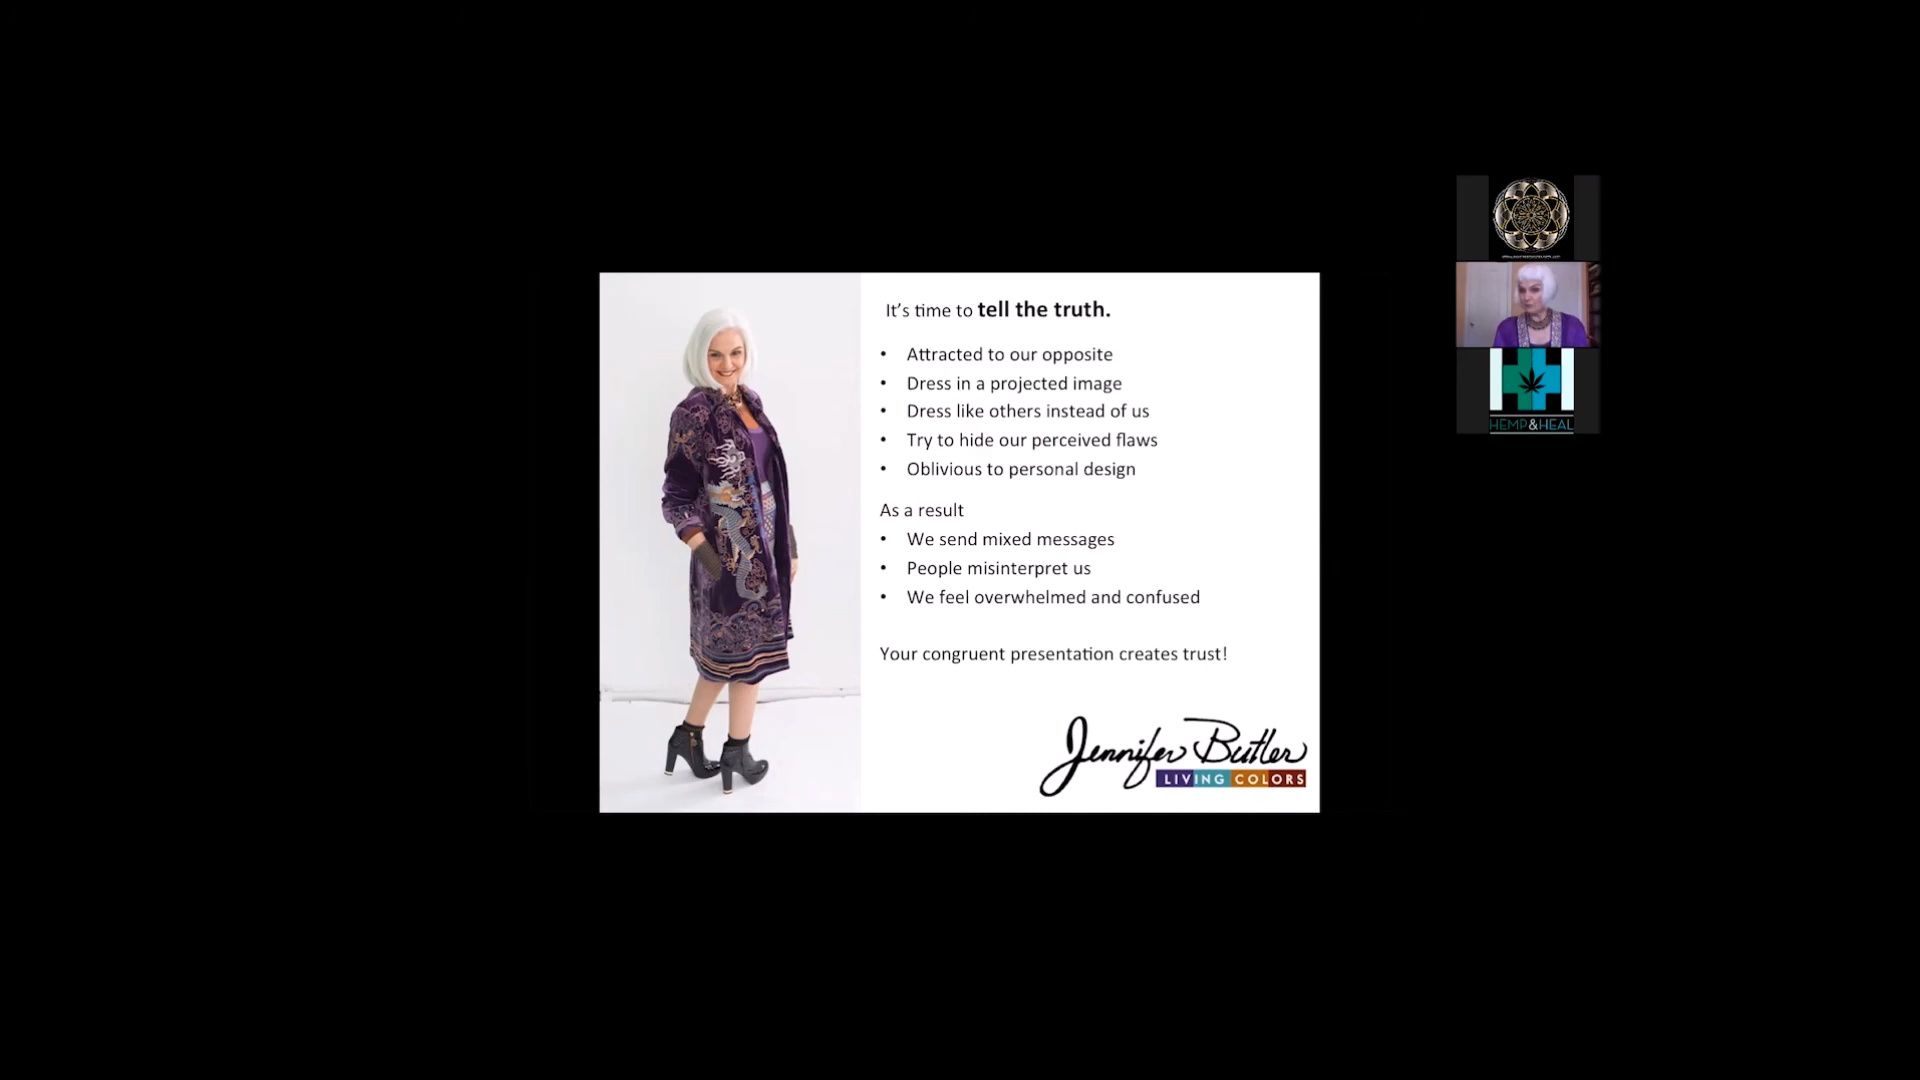 It's time to tell the truth.
• Attracted to our opposite
• Dress in a projected image
• Dress like others instead of us
• Try to hide our perceived flaws
• Oblivious to personal design
As a result
• We send mixed messages
• People misinterpret us
• We feel overwhelmed and confused
Your congruent presentation creates trust!
Jennifer Butler
LIVING COLORS
HEMP&HEAL